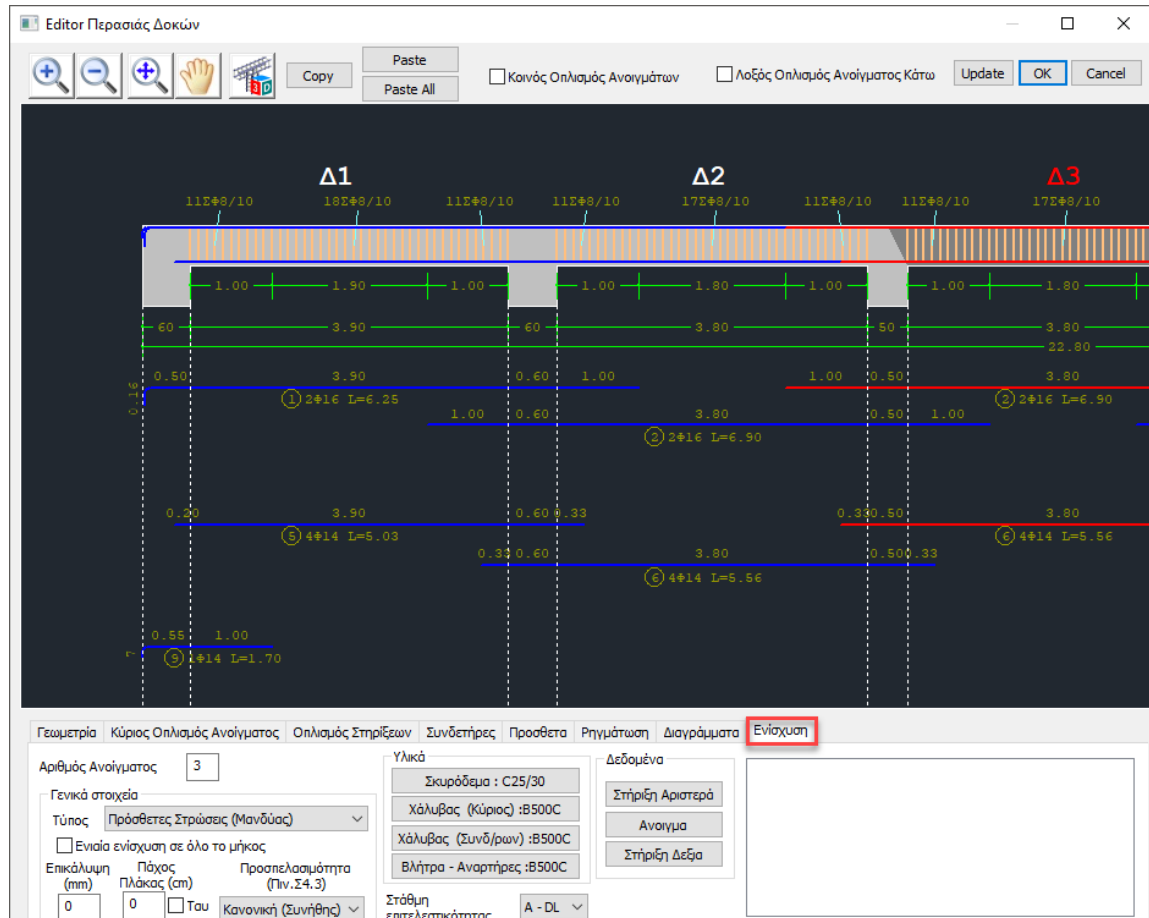 Editor Περασιάς Δοκών
Copy
Paste
Paste All
Κοινός Οπλισμός Ανοιγμάτων
Λοξός Οπλισμός Ανοίγματος Κάτω
Update
OK
Cancel
Δ1 Δ2 Δ3
11ΣΦ8/10 18ΣΦ8/10 11ΣΦ8/10 11ΣΦ8/10 17ΣΦ8/10 11ΣΦ8/10 11ΣΦ8/10 17ΣΦ8/10
1.00 1.90 1.00 1.00 1.80 1.00 1.00 1.80
60 3.90 60 3.80 50 3.80
22.80
0.16
0.50 3.90 0.60 1.00 1.00 0.50 3.80
1 2Φ16 L=6.25 2 2Φ16 L=6.90
1.00 0.60 3.80 0.50 1.00
2 2Φ16 L=6.90
0.20 3.90 0.60 0.33 0.33 0.50 3.80
5 4Φ14 L=5.03 6 4Φ14 L=5.56
0.33 0.60 3.80 0.50 0.33
6 4Φ14 L=5.56
0.55 1.00
7
9 1Φ14 L=1.70
Γεωμετρία Κύριος Οπλισμός Ανοίγματος Οπλισμός Στηρίξεων Συνδετήρες Προσθετα Ρηγμάτωση Διαγράμματα Ενίσχυση
Αριθμός Ανοίγματος 3
Γενικά στοιχεία
Τύπος Πρόσθετες Στρώσεις (Μανδύας)
Ενιαία ενίσχυση σε όλο το μήκος
Επικάλυψη (mm)
0
Πάχος Πλάκας (cm)
0
Ταυ
Προσπελασιμότητα (Πιν.Σ4.3)
Κανονική (Συνήθης)
Υλικά
Σκυρόδεμα : C25/30
Χάλυβας (Κύριος) :B500C
Χάλυβας (Συνδ/ρων) :B500C
Βλήτρα - Αναρτήρες :B500C
Στάθμη επιτελεστικότητας
A - DL
Δεδομένα
Στήριξη Αριστερά
Ανοιγμα
Στήριξη Δεξια